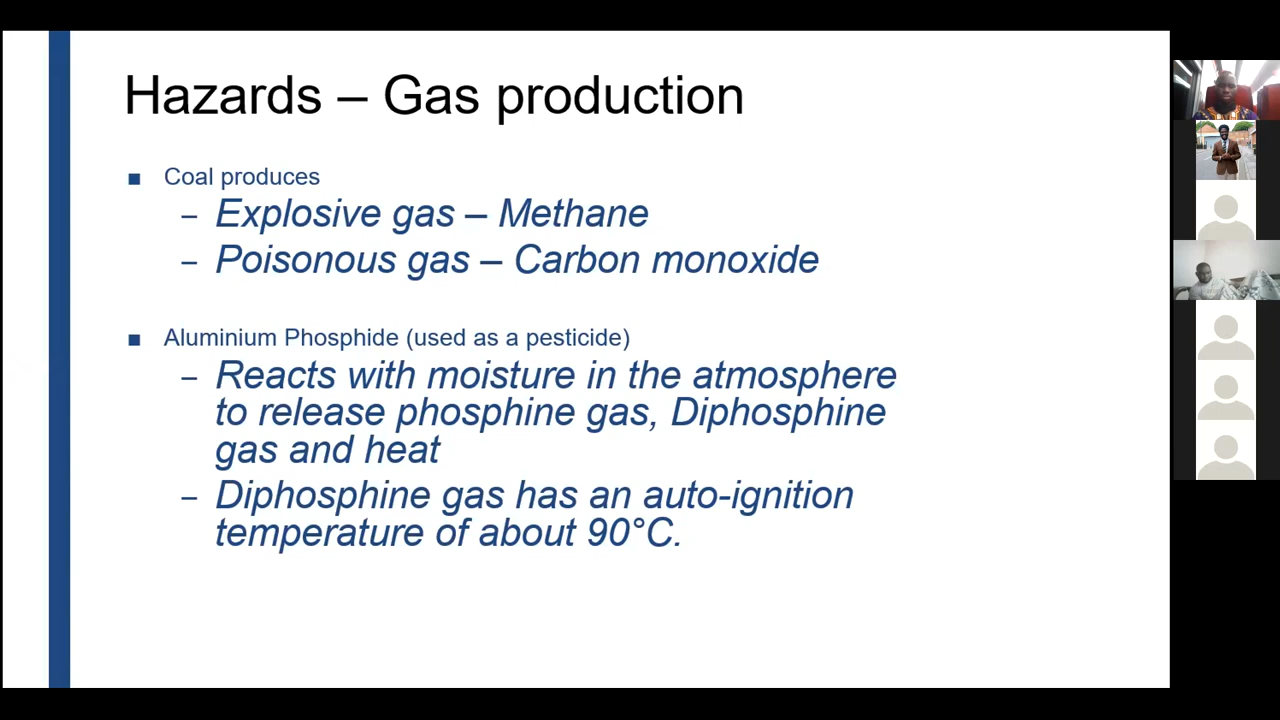 Hazards – Gas production
■ Coal produces
– Explosive gas – Methane
– Poisonous gas – Carbon monoxide
■ Aluminium Phosphide (used as a pesticide)
– Reacts with moisture in the atmosphere
to release phosphine gas, Diphosphine
gas and heat
– Diphosphine gas has an auto-ignition
temperature of about 90°C.